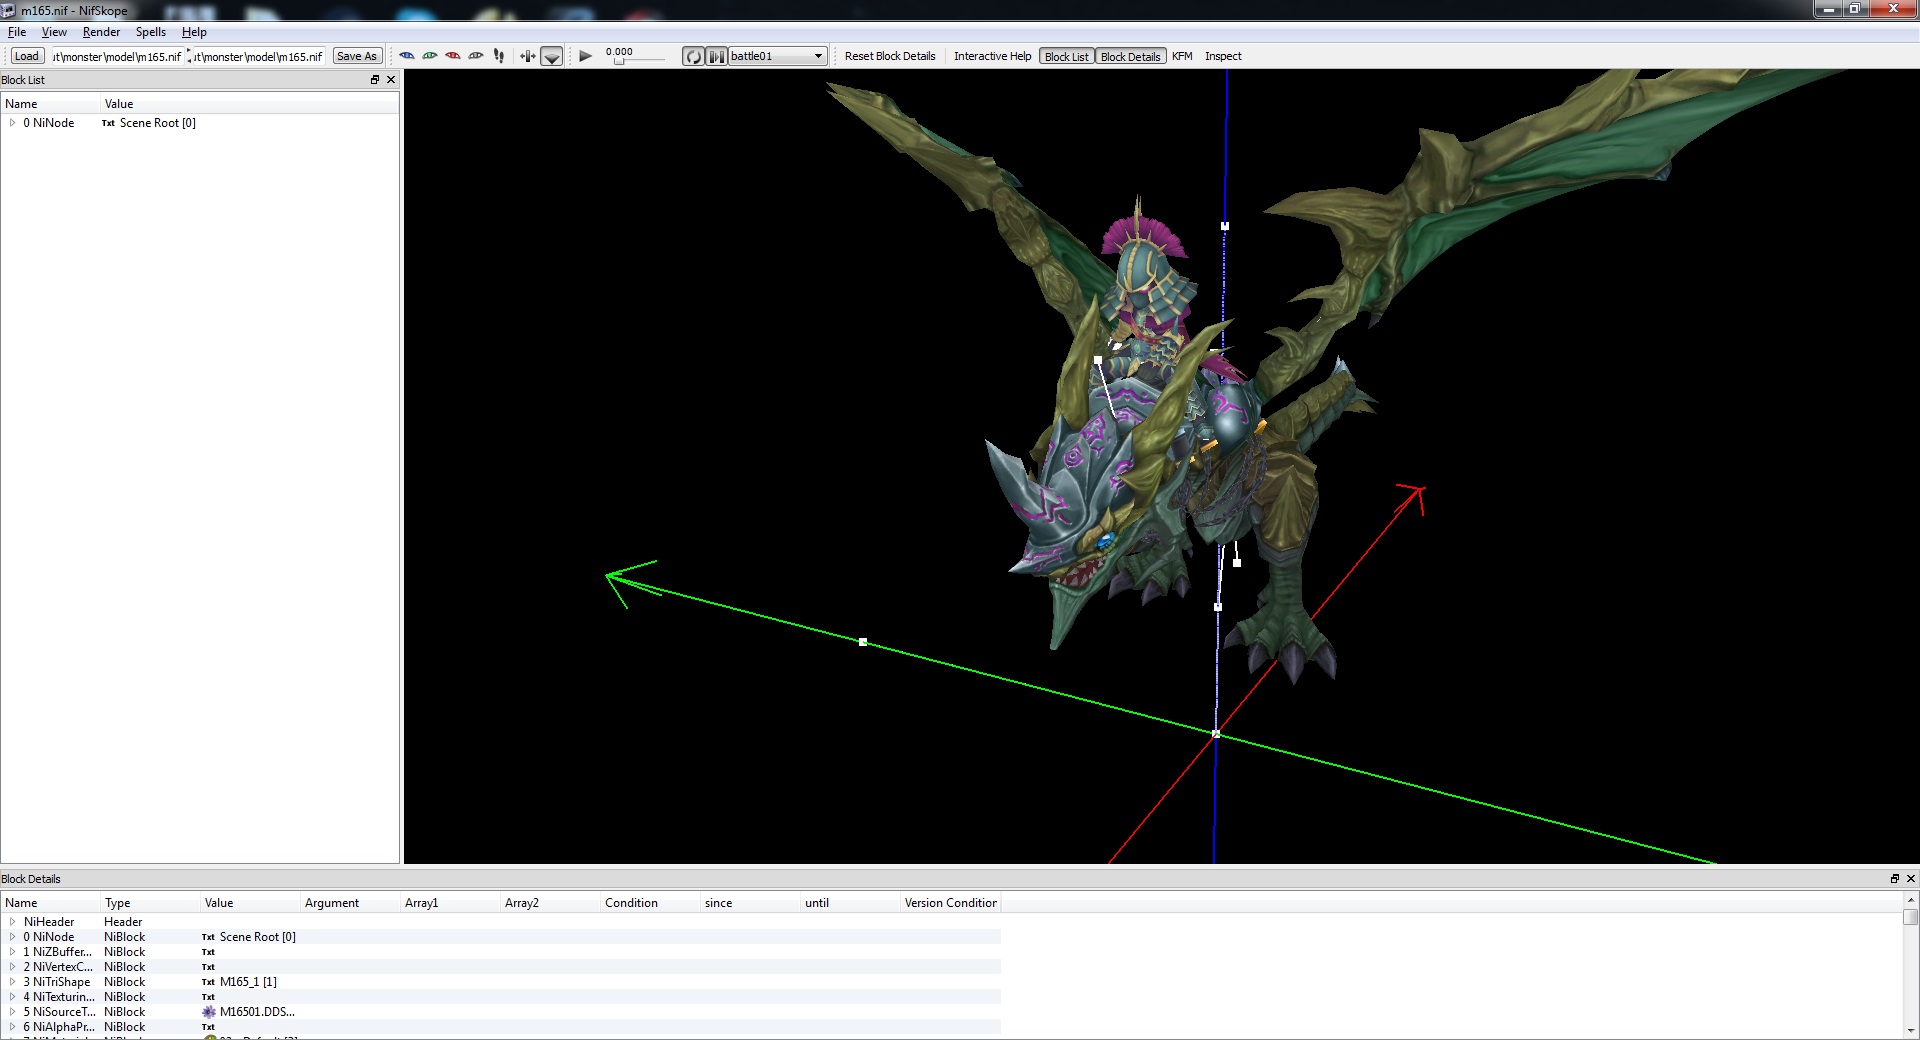 m165.nif - NifSkope
File View Render Spells Help
Load ut\monster\model\m165.nif ut\monster\model\m165.nif Save As 0.000 battle01 Reset Block Details Interactive Help Block List Block Details KFM Inspect
Block List
Name Value
0 NiNode Txt Scene Root [0]
Block Details
Name Type Value Argument Array1 Array2 Condition since until Version Condition
NiHeader Header
0 NiNode NiBlock Txt Scene Root [0]
1 NiZBuffer... NiBlock Txt
2 NiVertexC... NiBlock Txt
3 NiTriShape NiBlock Txt M165_1 [1]
4 NiTexturin... NiBlock Txt
5 NiSourceT... NiBlock M16501.DDS...
6 NiAlphaPr... NiBlock Txt